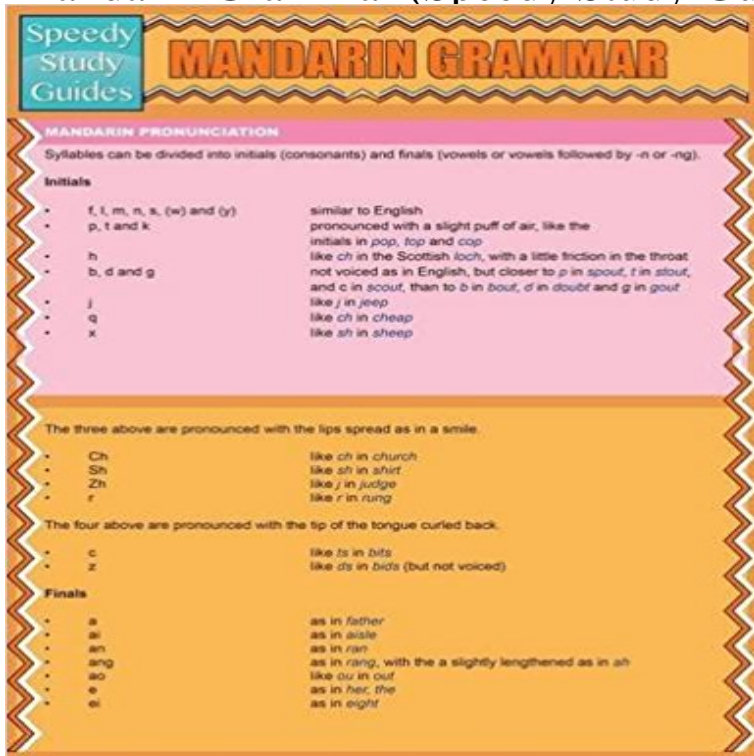 Speedy
Study
Guides
MANDARIN GRAMMAR
MANDARIN PRONUNCIATION
Syllables can be divided into initials (consonants) and finals (vowels or vowels followed by -n or -ng).
Initials
• f, l, m, n, s, (w) and (y) similar to English
• p, t and k pronounced with a slight puff of air, like the
initials in pop, top and cop
• h like ch in the Scottish loch, with a little friction in the throat
• b, d and g not voiced as in English, but closer to p in spout, t in stout,
and c in scout, than to b in bout, d in doubt and g in gout
• j like j in jeep
• q like ch in cheap
• x like sh in sheep
The three above are pronounced with the lips spread as in a smile.
• Ch like ch in church
• Sh like sh in shirt
• Zh like j in judge
• r like r in rung
The four above are pronounced with the tip of the tongue curled back.
• c like ts in bits
• z like ds in bids (but not voiced)
Finals
• a as in father
• ai as in aisle
• an as in ran
• ang as in rang, with the a slightly lengthened as in ah
• ao like ou in out
• e as in her, the
• ei as in eight